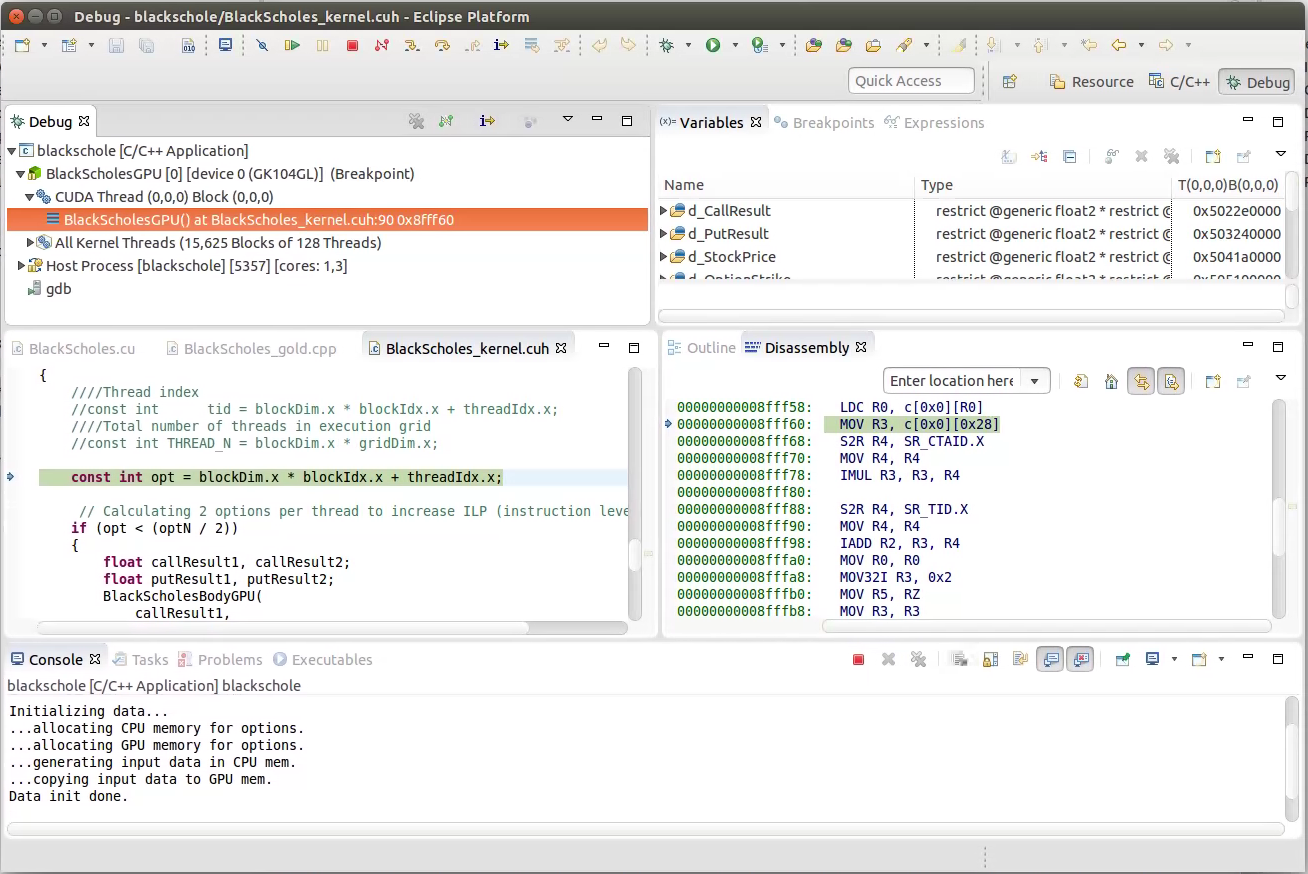 Debug - blackschole/BlackScholes_kernel.cuh - Eclipse Platform
Quick Access
Resource
C/C++
Debug
Debug
blackschole [C/C++ Application]
BlackScholesGPU [0] [device 0 (GK104GL)] (Breakpoint)
CUDA Thread (0,0,0) Block (0,0,0)
BlackScholesGPU() at BlackScholes_kernel.cuh:90 0x8fff60
All Kernel Threads (15,625 Blocks of 128 Threads)
Host Process [blackschole] [5357] [cores: 1,3]
gdb
(x)= Variables
Breakpoints
Expressions
Name Type T(0,0,0)B(0,0,0)
d_CallResult restrict @generic float2 * restrict @ 0x5022e0000
d_PutResult restrict @generic float2 * restrict @ 0x503240000
d_StockPrice restrict @generic float2 * restrict @ 0x5041a0000
d_OptionStrike restrict @generic float2 * restrict @ 0x505100000
BlackScholes.cu
BlackScholes_gold.cpp
BlackScholes_kernel.cuh
{
////Thread index
//const int      tid = blockDim.x * blockIdx.x + threadIdx.x;
////Total number of threads in execution grid
//const int THREAD_N = blockDim.x * gridDim.x;
const int opt = blockDim.x * blockIdx.x + threadIdx.x;
// Calculating 2 options per thread to increase ILP (instruction leve
if (opt < (optN / 2))
{
float callResult1, callResult2;
float putResult1, putResult2;
BlackScholesBodyGPU(
callResult1,
Outline
Disassembly
Enter location here
00000000008fff58: LDC R0, c[0x0][R0]
00000000008fff60: MOV R3, c[0x0][0x28]
00000000008fff68: S2R R4, SR_CTAID.X
00000000008fff70: MOV R4, R4
00000000008fff78: IMUL R3, R3, R4
00000000008fff80:
00000000008fff88: S2R R4, SR_TID.X
00000000008fff90: MOV R4, R4
00000000008fff98: IADD R2, R3, R4
00000000008fffa0: MOV R0, R0
00000000008fffa8: MOV32I R3, 0x2
00000000008fffb0: MOV R5, RZ
00000000008fffb8: MOV R3, R3
Console
Tasks
Problems
Executables
blackschole [C/C++ Application] blackschole
Initializing data...
...allocating CPU memory for options.
...allocating GPU memory for options.
...generating input data in CPU mem.
...copying input data to GPU mem.
Data init done.